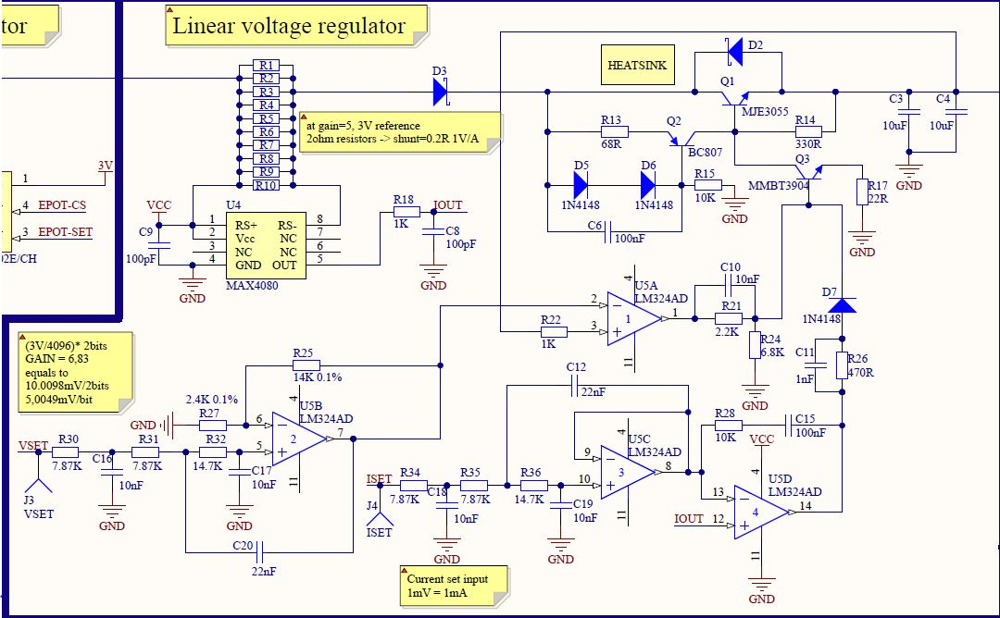 tor
Linear voltage regulator
R1
R2
R3
R4
R5
R6
R7
R8
R9
R10
D3
at gain=5, 3V reference
2ohm resistors -> shunt=0.2R 1V/A
HEATSINK
D2
Q1
MJE3055
C3
10uF
C4
10uF
GND
R13
68R
Q2
BC807
R14
330R
D5
1N4148
D6
1N4148
R15
10K
GND
C6
100nF
Q3
MMBT3904
R17
22R
GND
3V
1
4 EPOT-CS
3 EPOT-SET
02E/CH
VCC
C9
100pF
GND
U4
1 RS+ RS- 8
2 Vcc NC 7
3 NC NC 6
4 GND OUT 5
MAX4080
R18
1K
IOUT
C8
100pF
GND
U5A
LM324AD
4
2
3
1
1
11
R22
1K
C10
10nF
R21
2.2K
R24
6.8K
GND
D7
1N4148
C11
1nF
R26
470R
(3V/4096)* 2bits
GAIN = 6,83
equals to
10.0098mV/2bits
5,0049mV/bit
R25
14K 0.1%
2.4K 0.1%
R27
GND
U5B
LM324AD
4
6
5
2
7
11
VSET
R30
7.87K
J3
VSET
C16
10nF
GND
R31
7.87K
R32
14.7K
C17
10nF
GND
C20
22nF
C12
22nF
ISET
J4
ISET
R34
7.87K
C18
10nF
GND
R35
7.87K
R36
14.7K
C19
10nF
GND
U5C
LM324AD
4
9
10
3
8
11
R28
10K
C15
100nF
VCC
U5D
LM324AD
4
13
IOUT 12
4
14
11
GND
Current set input
1mV = 1mA